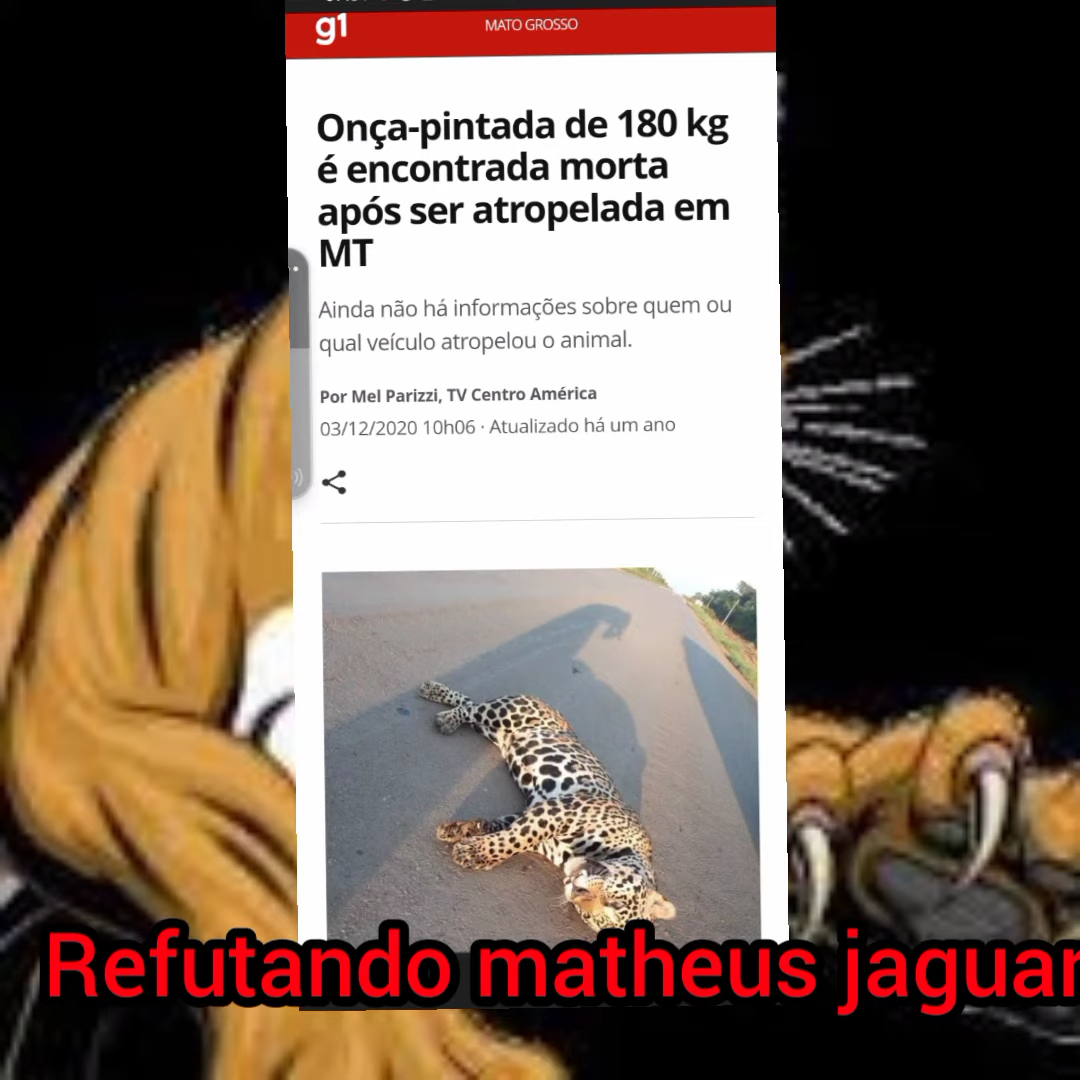 g1
MATO GROSSO
Onça-pintada de 180 kg
é encontrada morta
após ser atropelada em
MT
Ainda não há informações sobre quem ou
qual veículo atropelou o animal.
Por Mel Parizzi, TV Centro América
03/12/2020 10h06 · Atualizado há um ano
Refutando matheus jaguar